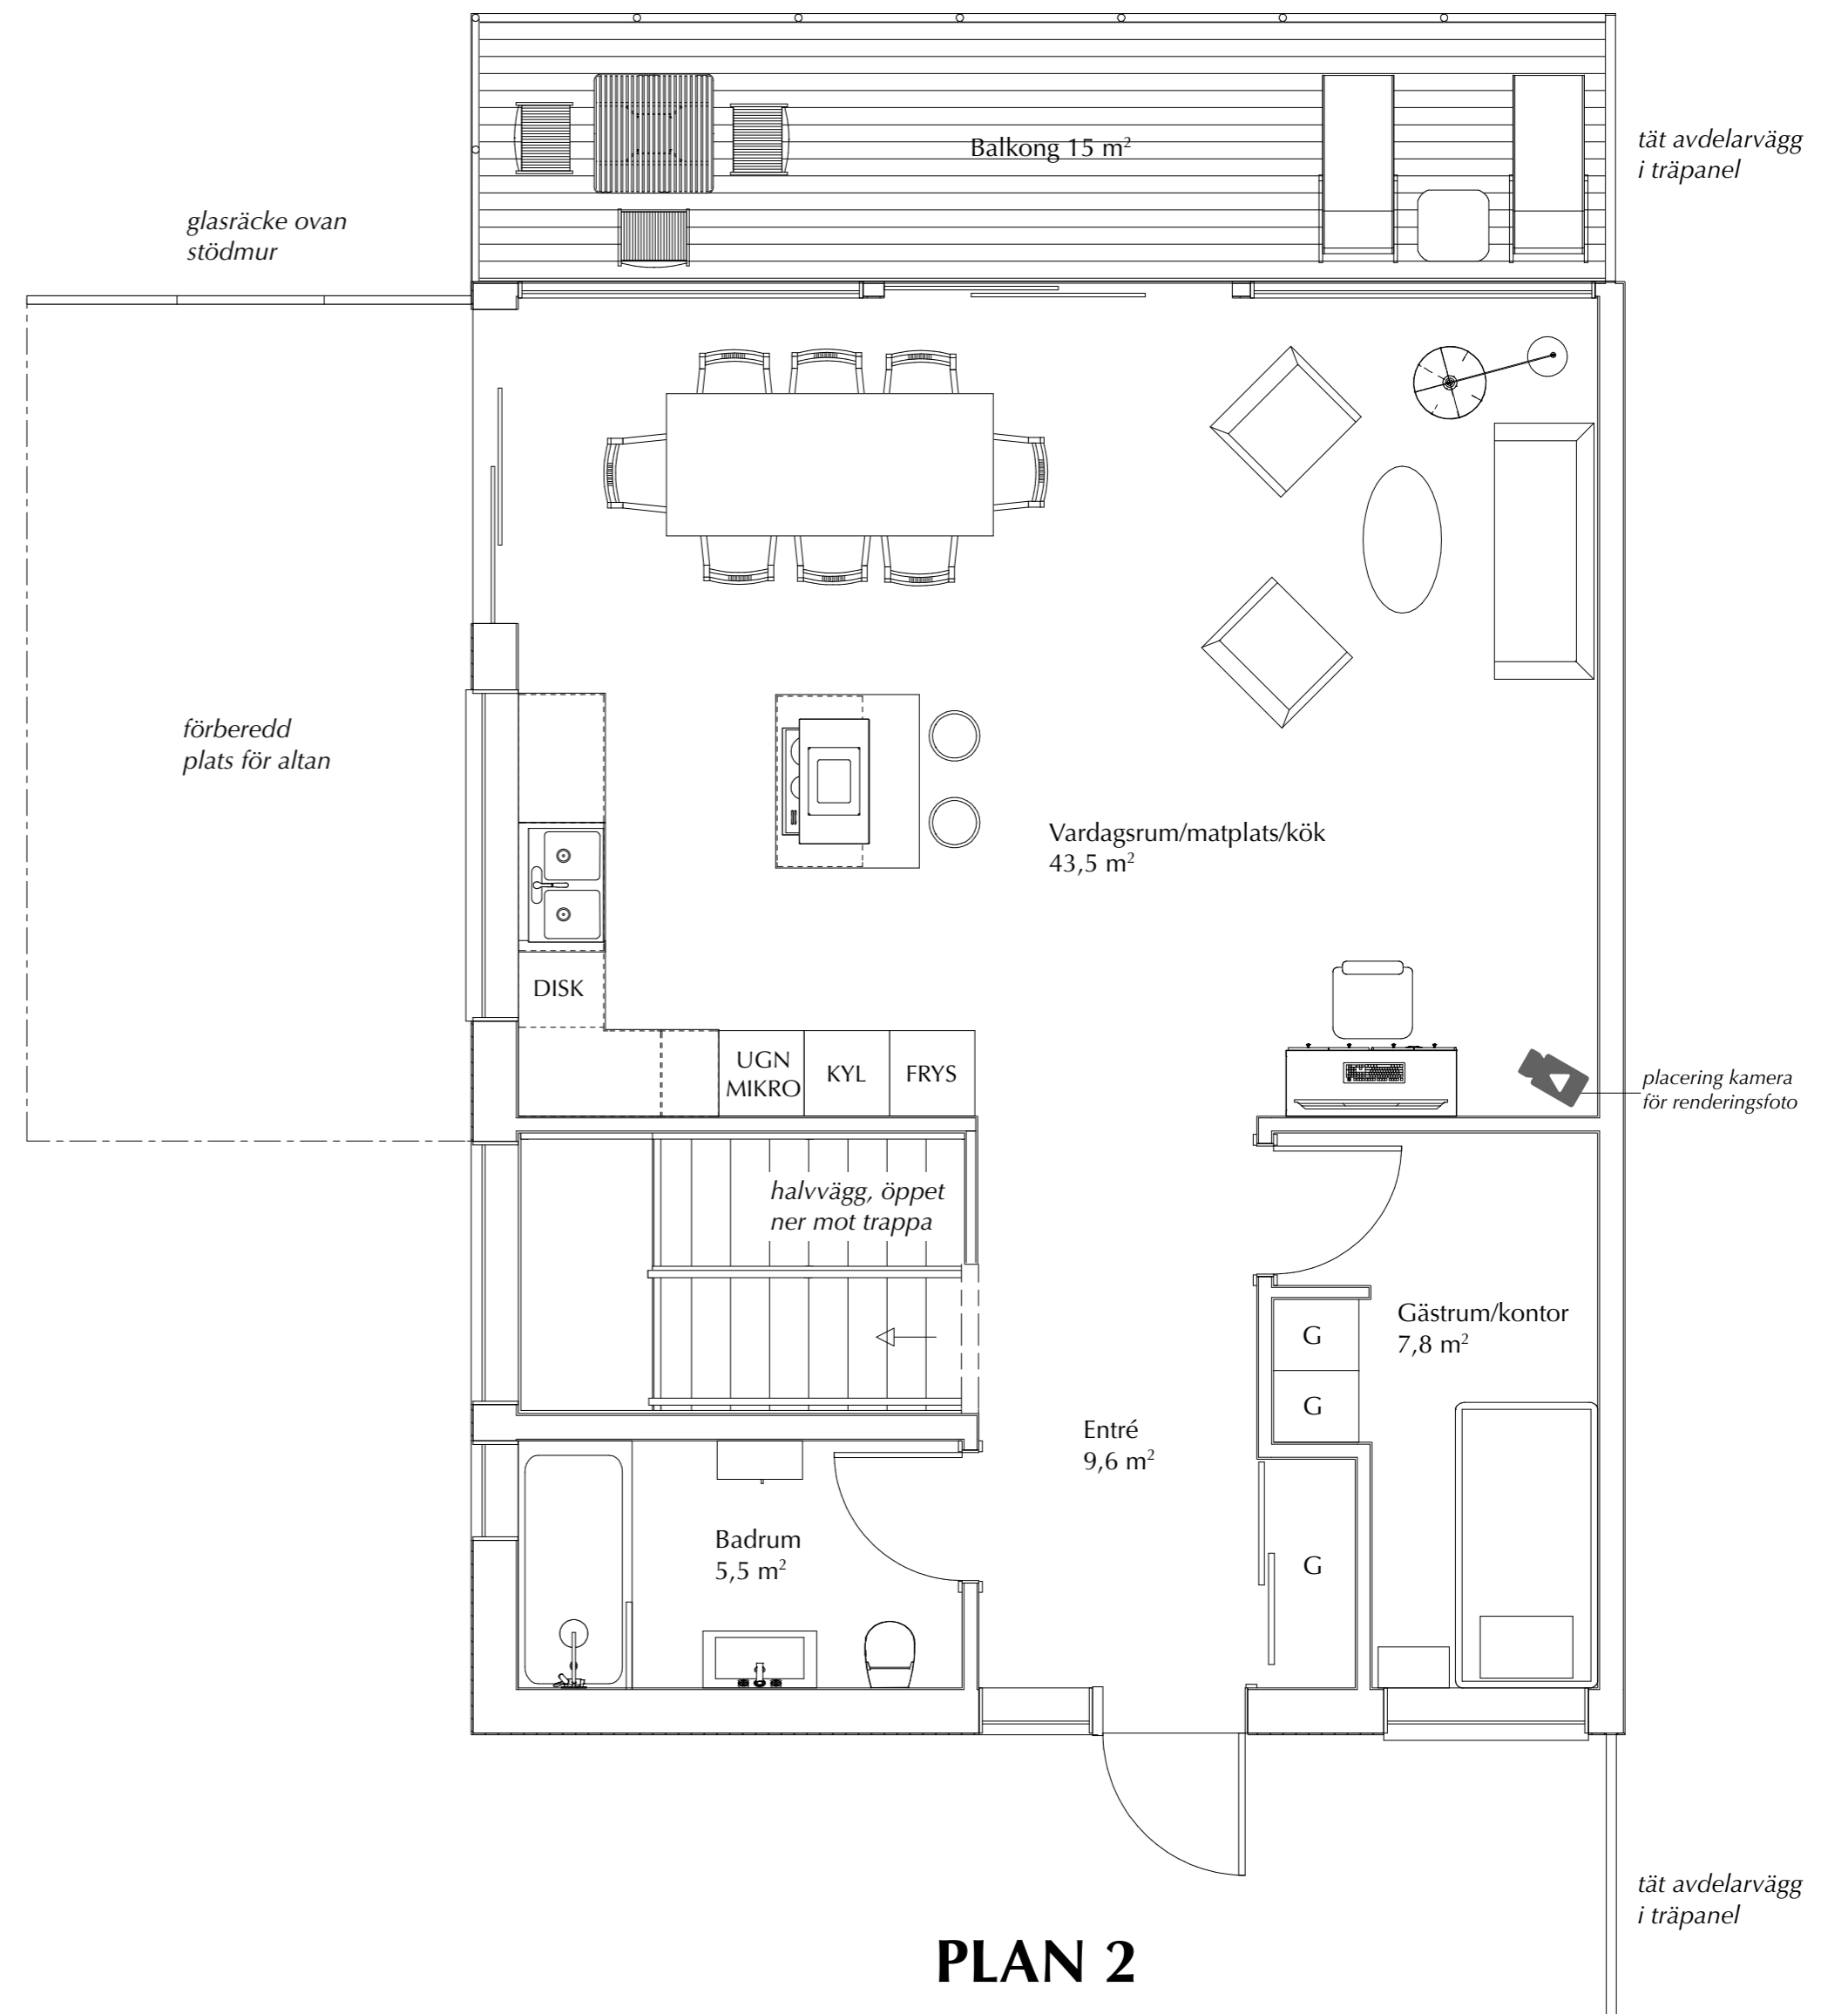 Balkong 15 m²
tät avdelarvägg
i träpanel
glasräcke ovan
stödmur
förberedd
plats för altan
Vardagsrum/matplats/kök
43,5 m²
DISK
UGN
MIKRO
KYL
FRYS
placering kamera
för renderingsfoto
halvvägg, öppet
ner mot trappa
Gästrum/kontor
7,8 m²
G
G
Entré
9,6 m²
Badrum
5,5 m²
G
tät avdelarvägg
i träpanel
PLAN 2